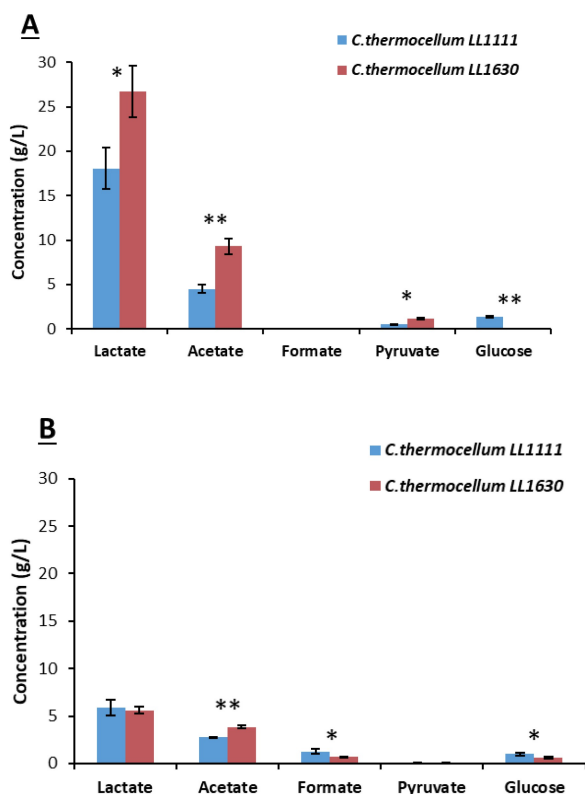 A
C.thermocellum LL1111
C.thermocellum LL1630
Concentration (g/L)
30
25
20
15
10
5
0
*
**
*
**
Lactate Acetate Formate Pyruvate Glucose
B
C.thermocellum LL1111
C.thermocellum LL1630
Concentration (g/L)
30
25
20
15
10
5
0
**
*
*
Lactate Acetate Formate Pyruvate Glucose